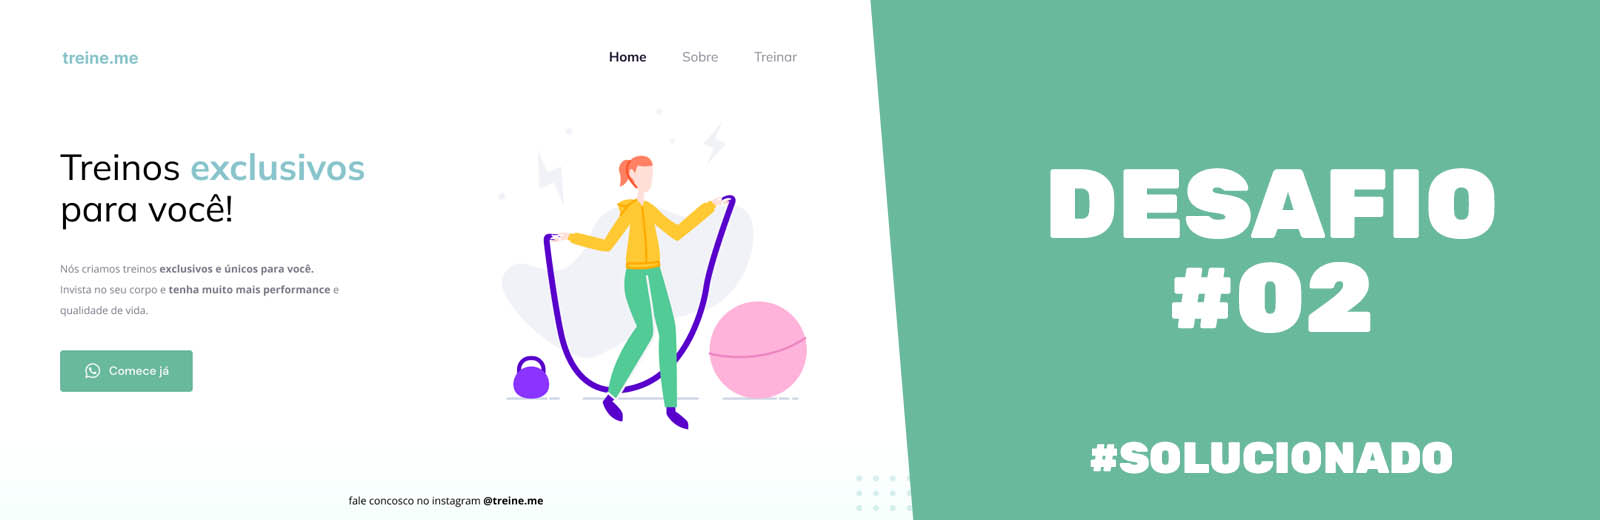 treine.me
Home Sobre Treinar
Treinos exclusivos
para você!
Nós criamos treinos exclusivos e únicos para você.
Invista no seu corpo e tenha muito mais performance e
qualidade de vida.
Comece já
fale concosco no instagram @treine.me
DESAFIO
#02
#SOLUCIONADO